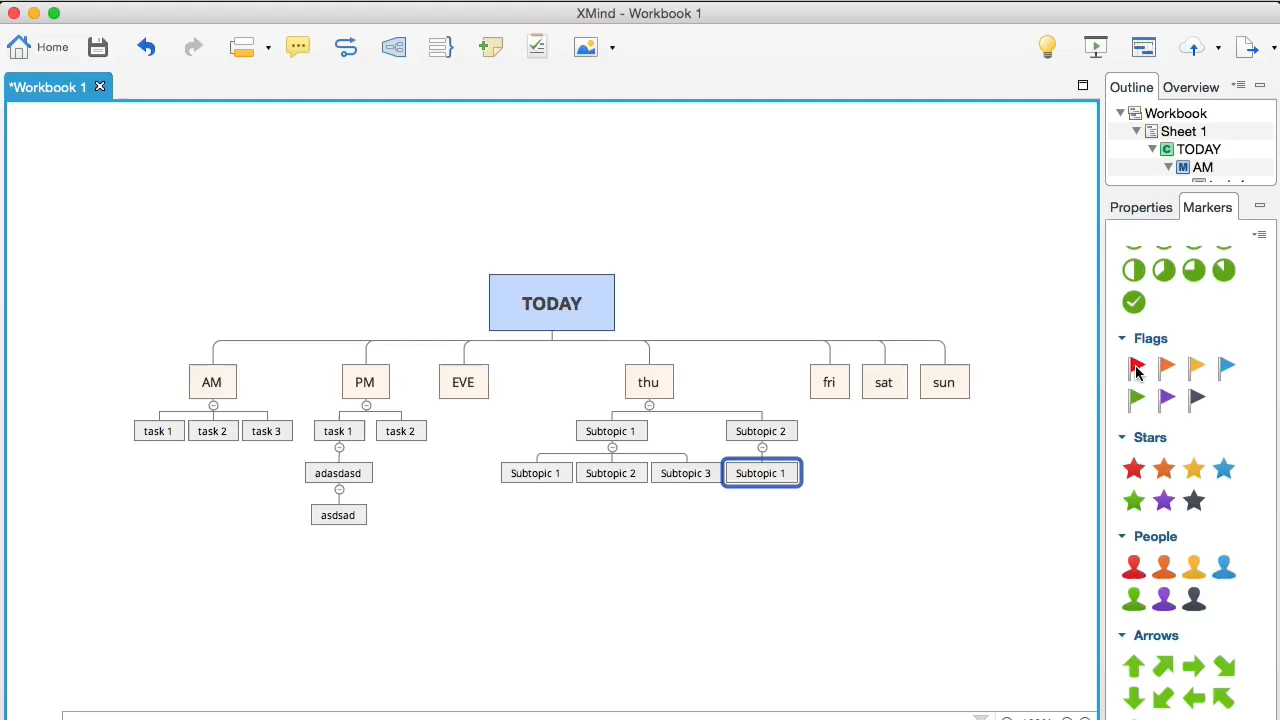 XMind - Workbook 1
Home
*Workbook 1
Outline
Overview
Workbook
Sheet 1
C TODAY
M AM
Properties
Markers
TODAY
AM
PM
EVE
thu
fri
sat
sun
task 1
task 2
task 3
task 1
task 2
Subtopic 1
Subtopic 2
adadasd
Subtopic 1
Subtopic 2
Subtopic 3
Subtopic 1
asdsad
Flags
Stars
People
Arrows